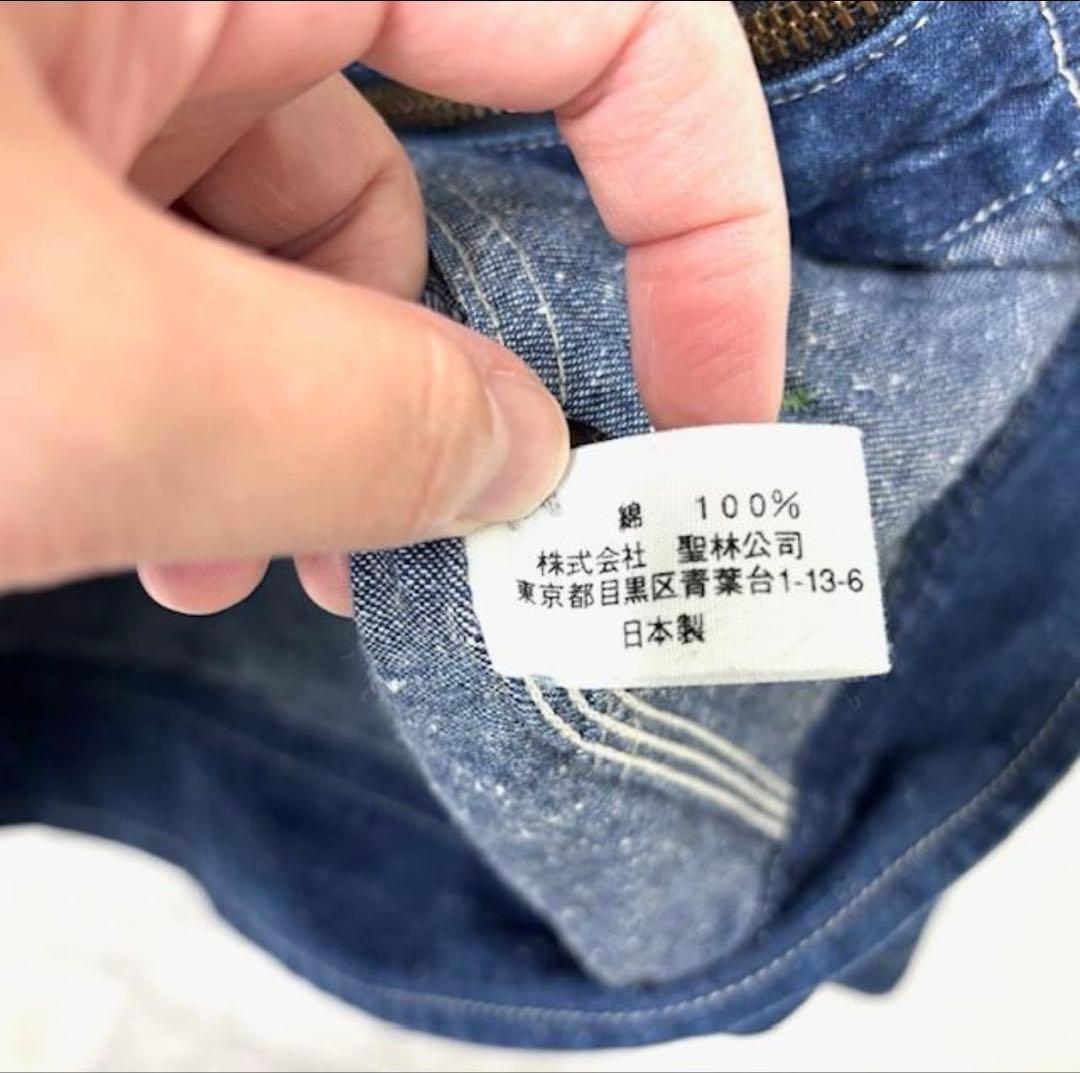 綿 100%
株式会社 聖林公司
東京都目黒区青葉台1-13-6
日本製